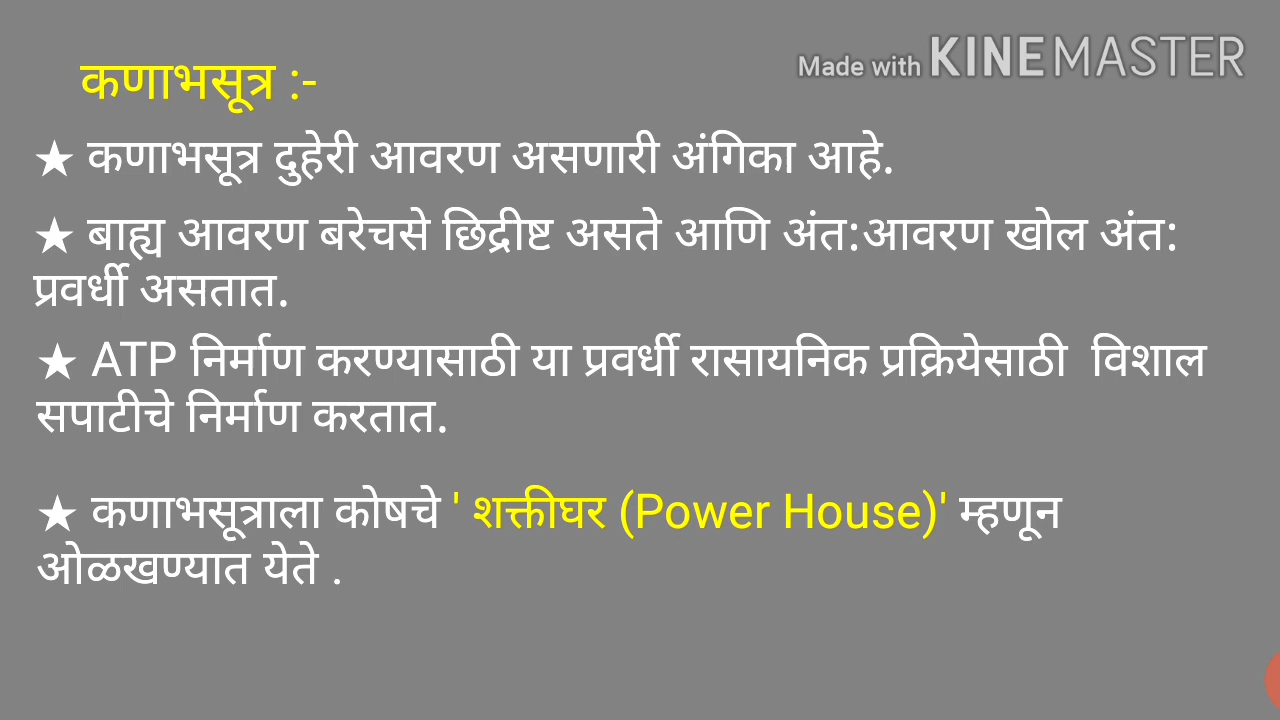 Made with KINEMASTER
कणाभसूत्र :-
★ कणाभसूत्र दुहेरी आवरण असणारी अंगिका आहे.
★ बाह्य आवरण बरेचसे छिद्रीष्ट असते आणि अंत:आवरण खोल अंत:
प्रवर्धी असतात.
★ ATP निर्माण करण्यासाठी या प्रवर्धी रासायनिक प्रक्रियेसाठी विशाल
सपाटीचे निर्माण करतात.
★ कणाभसूत्राला कोषचे ' शक्तीघर (Power House)' म्हणून
ओळखण्यात येते .